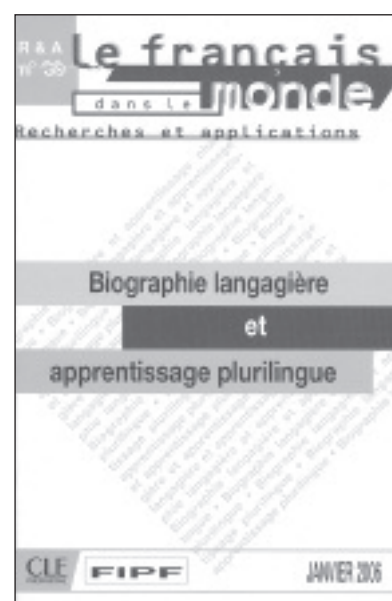 R & A
n° 39
le français
dans le monde/
Recherches et applications
Biographie langagière
et
apprentissage plurilingue
CLE
FIPF
JANVIER 2006